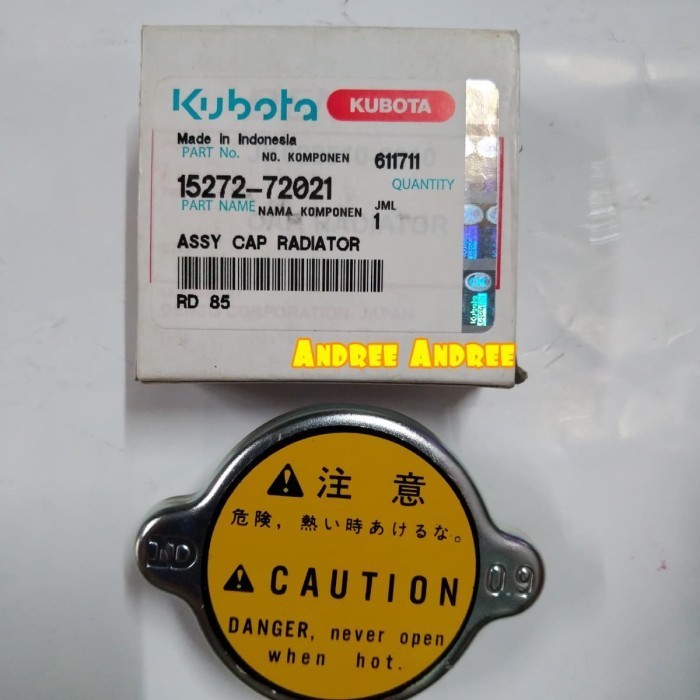 Kubota KUBOTA
Made in Indonesia
PART No. NO. KOMPONEN 611711
15272-72021 QUANTITY
PART NAME NAMA KOMPONEN JML
1
ASSY CAP RADIATOR
RD 85
ANDREE ANDREE
注 意
危険, 熱い時あけるな。
ND 0.9
CAUTION
DANGER, never open
when hot.